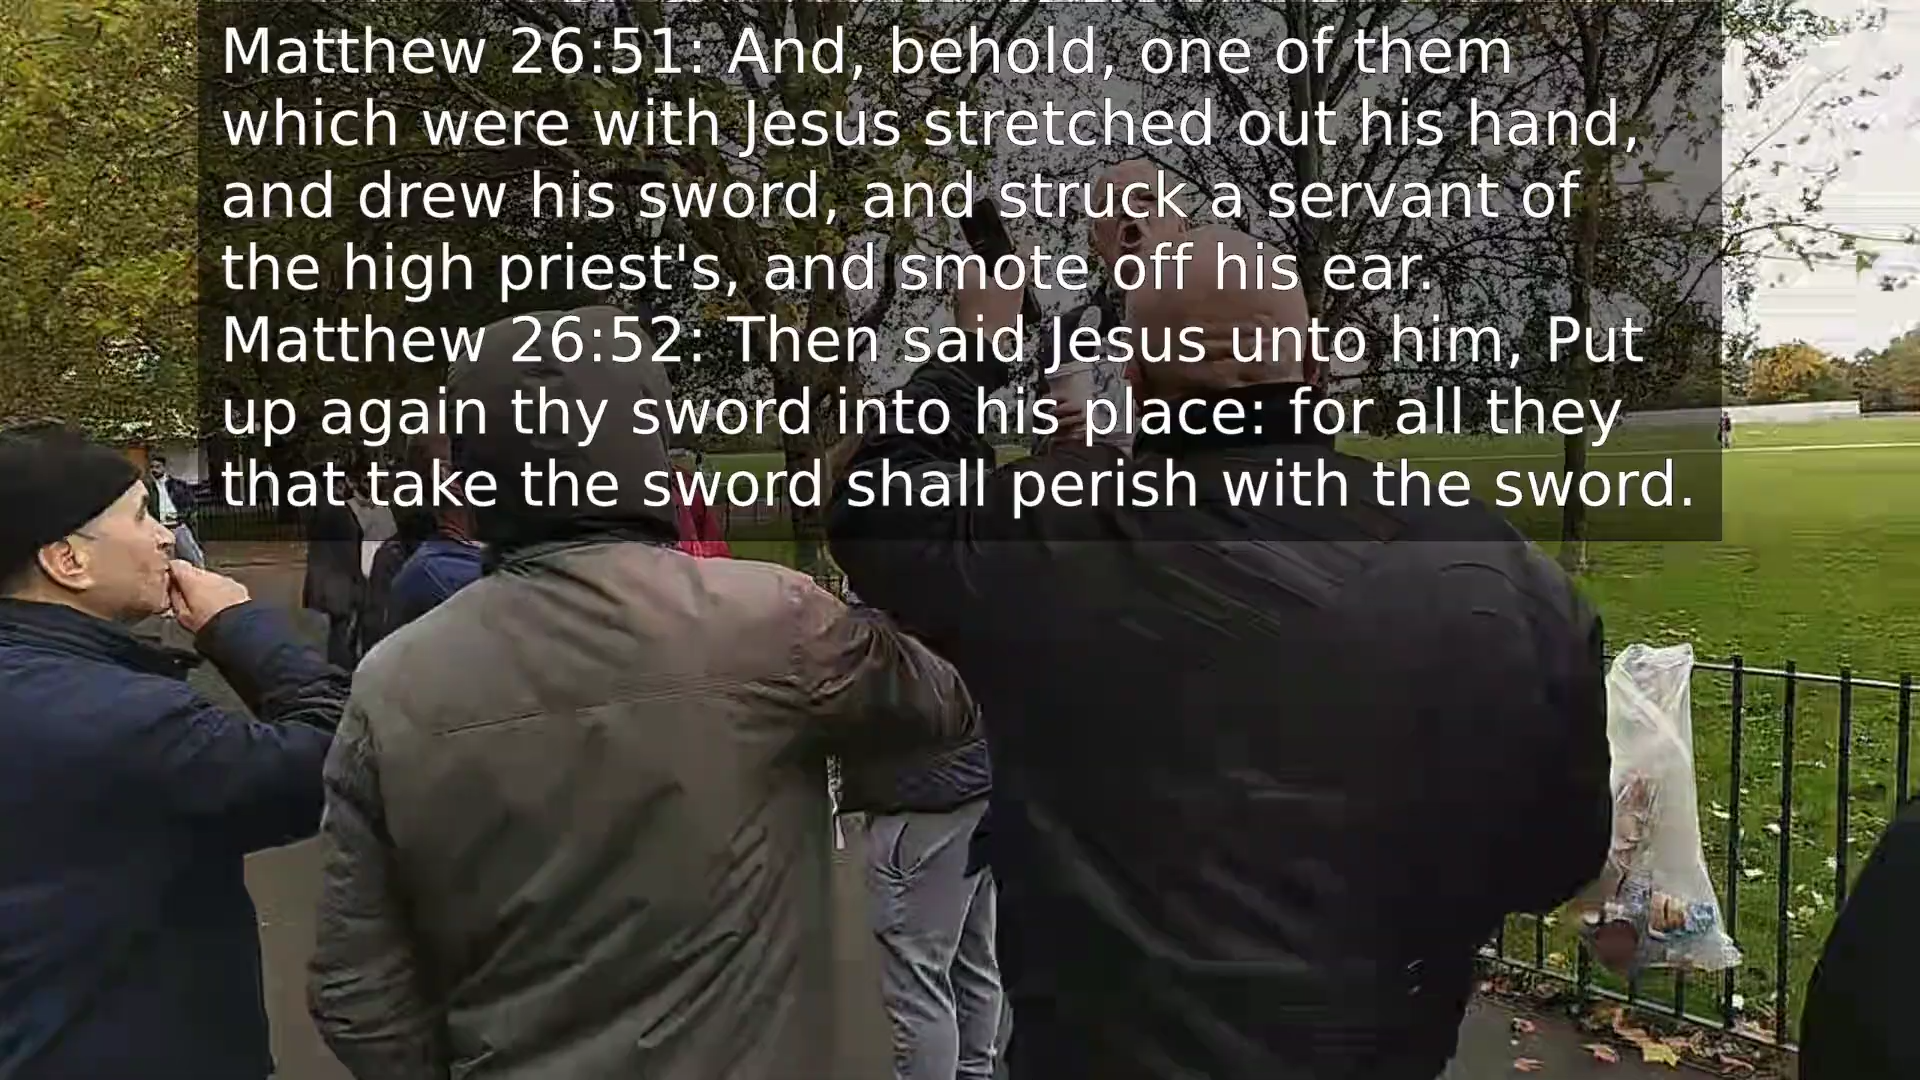 Matthew 26:51: And, behold, one of them
which were with Jesus stretched out his hand,
and drew his sword, and struck a servant of
the high priest's, and smote off his ear.
Matthew 26:52: Then said Jesus unto him, Put
up again thy sword into his place: for all they
that take the sword shall perish with the sword.